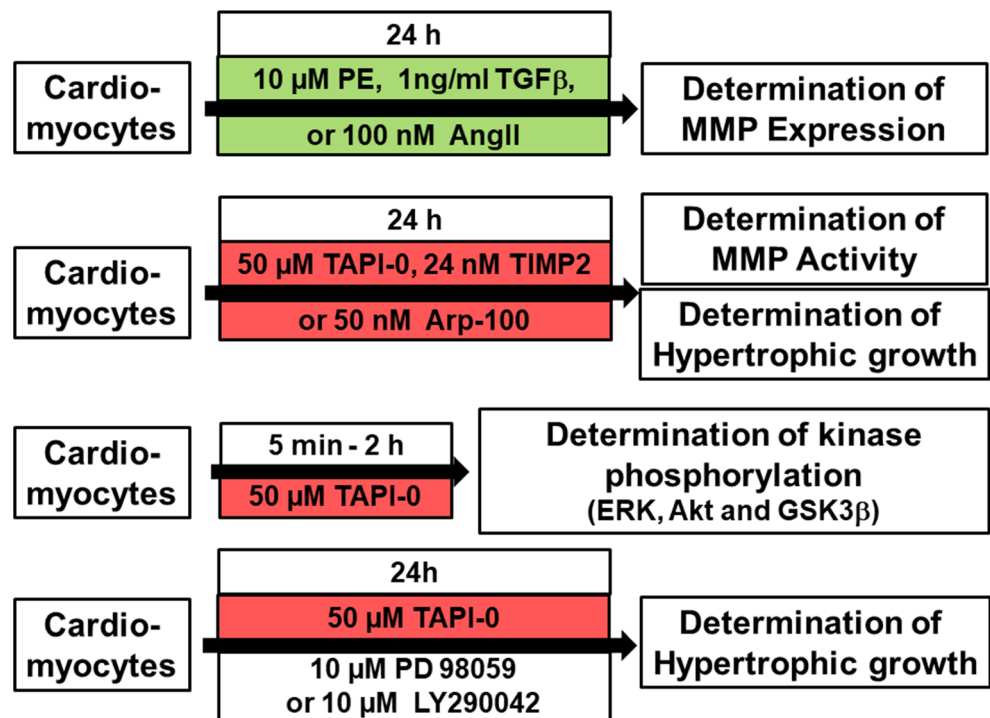 24 h
Cardio-
myocytes
10 µM PE, 1ng/ml TGFβ,
or 100 nM AngII
Determination of
MMP Expression
24 h
Cardio-
myocytes
50 µM TAPI-0, 24 nM TIMP2
or 50 nM Arp-100
Determination of
MMP Activity
Determination of
Hypertrophic growth
Cardio-
myocytes
5 min - 2 h
50 µM TAPI-0
Determination of kinase
phosphorylation
(ERK, Akt and GSK3β)
24h
Cardio-
myocytes
50 µM TAPI-0
10 µM PD 98059
or 10 µM LY290042
Determination of
Hypertrophic growth